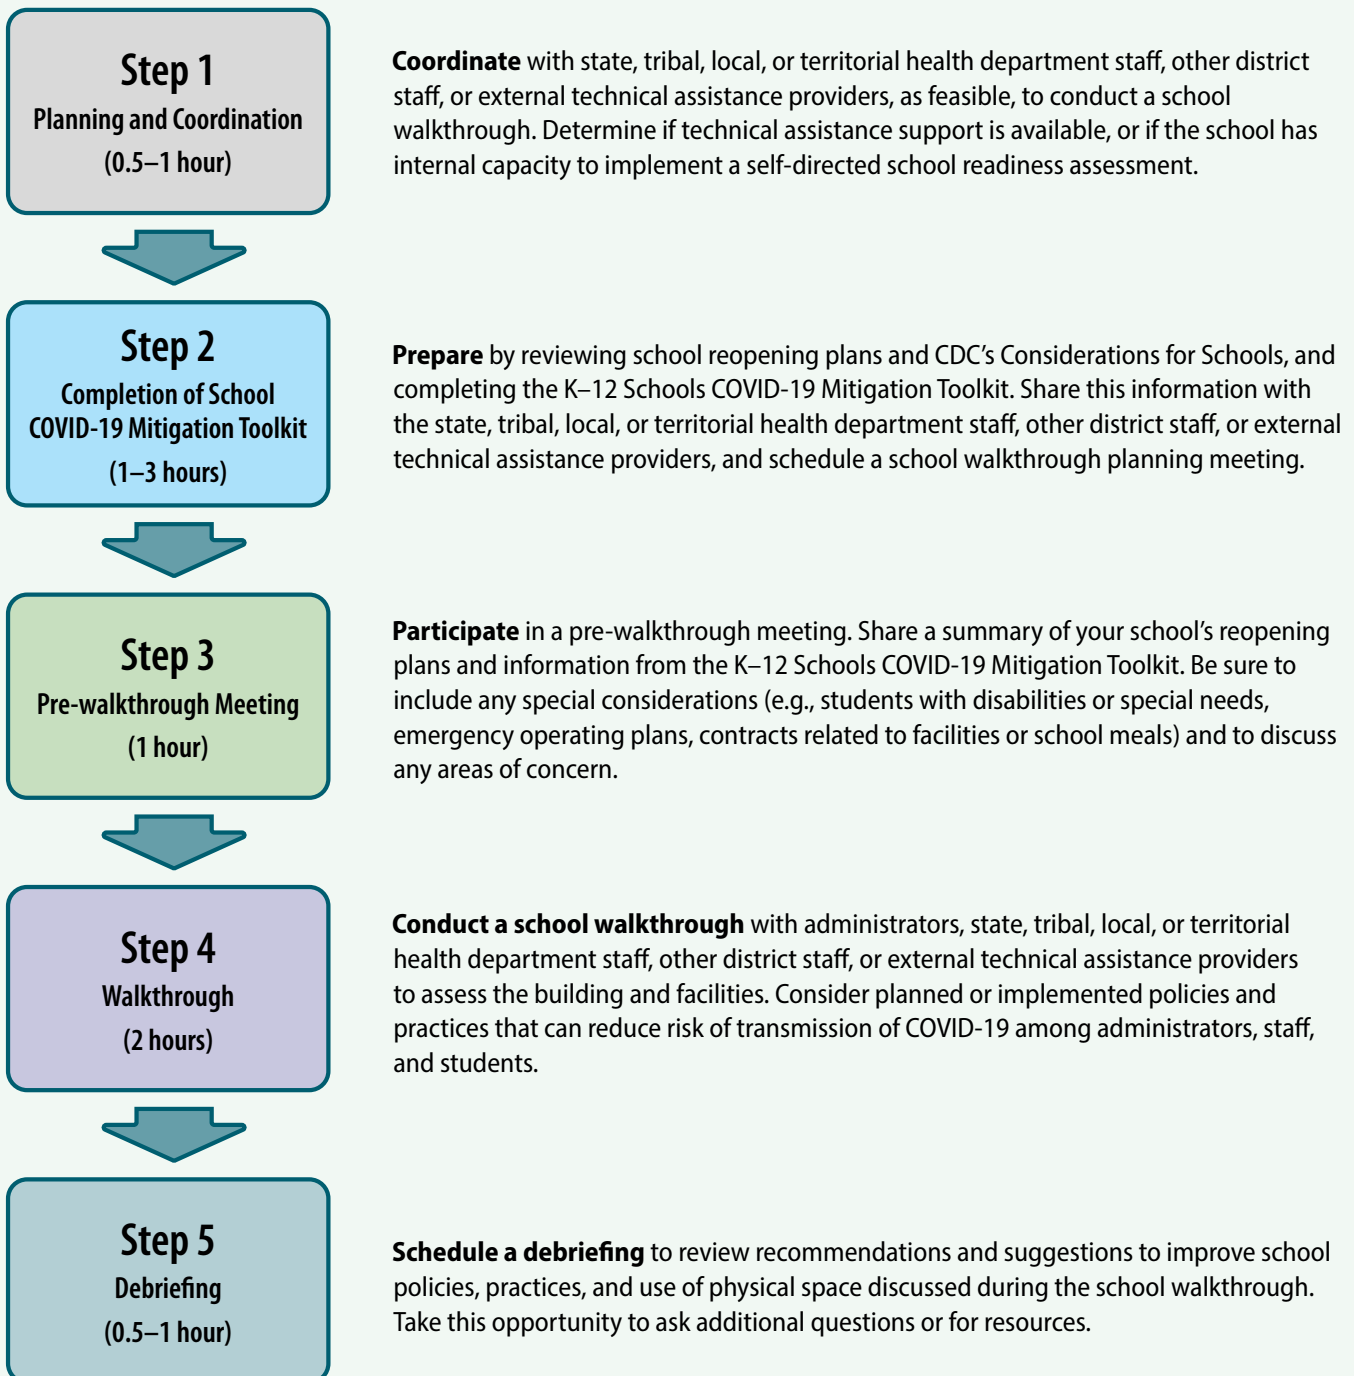 Step 1
Planning and Coordination
(0.5–1 hour)
Coordinate with state, tribal, local, or territorial health department staff, other district
staff, or external technical assistance providers, as feasible, to conduct a school
walkthrough. Determine if technical assistance support is available, or if the school has
internal capacity to implement a self-directed school readiness assessment.
Step 2
Completion of School
COVID-19 Mitigation Toolkit
(1–3 hours)
Prepare by reviewing school reopening plans and CDC’s Considerations for Schools, and
completing the K–12 Schools COVID-19 Mitigation Toolkit. Share this information with
the state, tribal, local, or territorial health department staff, other district staff, or external
technical assistance providers, and schedule a school walkthrough planning meeting.
Step 3
Pre-walkthrough Meeting
(1 hour)
Participate in a pre-walkthrough meeting. Share a summary of your school’s reopening
plans and information from the K–12 Schools COVID-19 Mitigation Toolkit. Be sure to
include any special considerations (e.g., students with disabilities or special needs,
emergency operating plans, contracts related to facilities or school meals) and to discuss
any areas of concern.
Step 4
Walkthrough
(2 hours)
Conduct a school walkthrough with administrators, state, tribal, local, or territorial
health department staff, other district staff, or external technical assistance providers
to assess the building and facilities. Consider planned or implemented policies and
practices that can reduce risk of transmission of COVID-19 among administrators, staff,
and students.
Step 5
Debriefing
(0.5–1 hour)
Schedule a debriefing to review recommendations and suggestions to improve school
policies, practices, and use of physical space discussed during the school walkthrough.
Take this opportunity to ask additional questions or for resources.